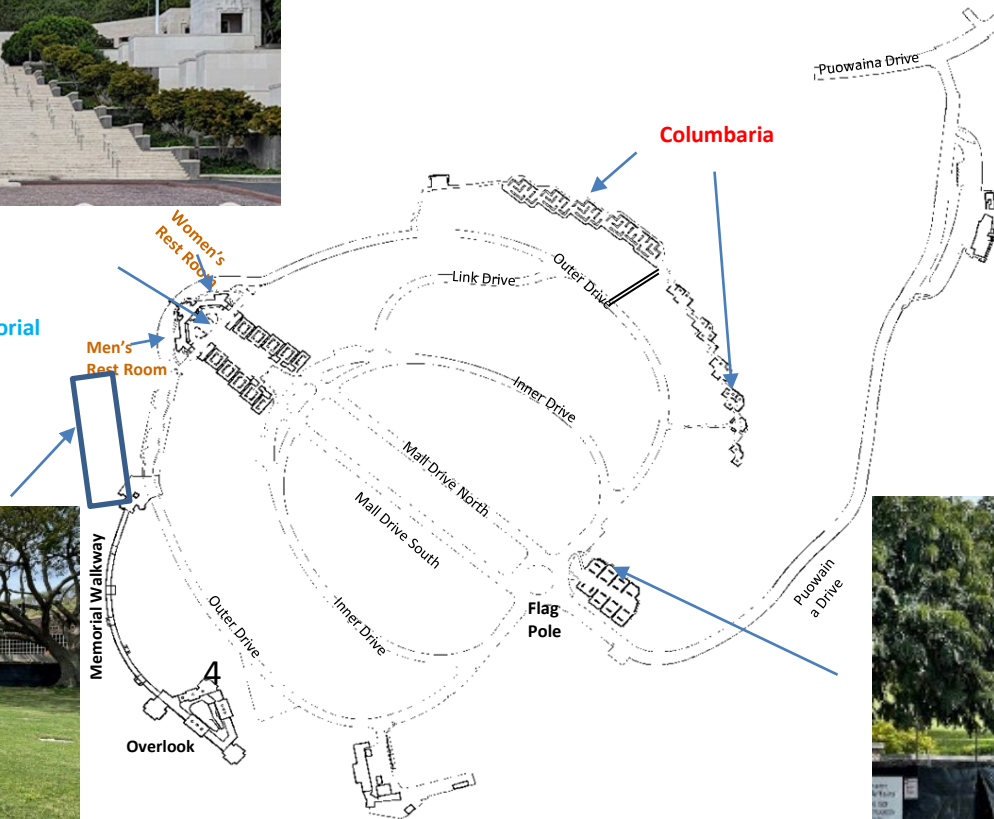 Puowaina Drive
Columbaria
Women's
Rest Room
Outer Drive
Link Drive
orial
Men's
Rest Room
Inner Drive
Mall Drive North
Mall Drive South
Memorial Walkway
Outer Drive
Inner Drive
Flag
Pole
Puowain
a Drive
4
Overlook